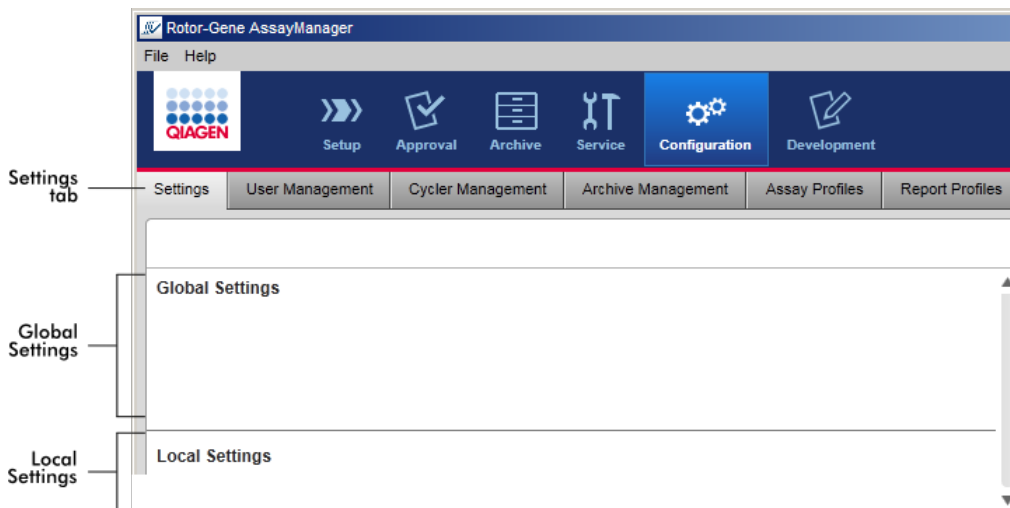 Rotor-Gene AssayManager
File Help
QIAGEN
Setup Approval Archive Service Configuration Development
Settings tab
Settings User Management Cycler Management Archive Management Assay Profiles Report Profiles
Global Settings
Global Settings
Local Settings
Local Settings